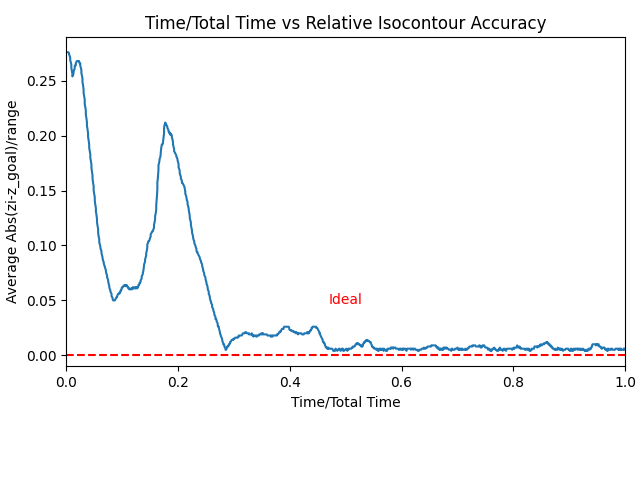 Time/Total Time vs Relative Isocontour Accuracy
Average Abs(zi-z_goal)/range
0.25
0.20
0.15
0.10
0.05
0.00
Ideal
0.0 0.2 0.4 0.6 0.8 1.0
Time/Total Time